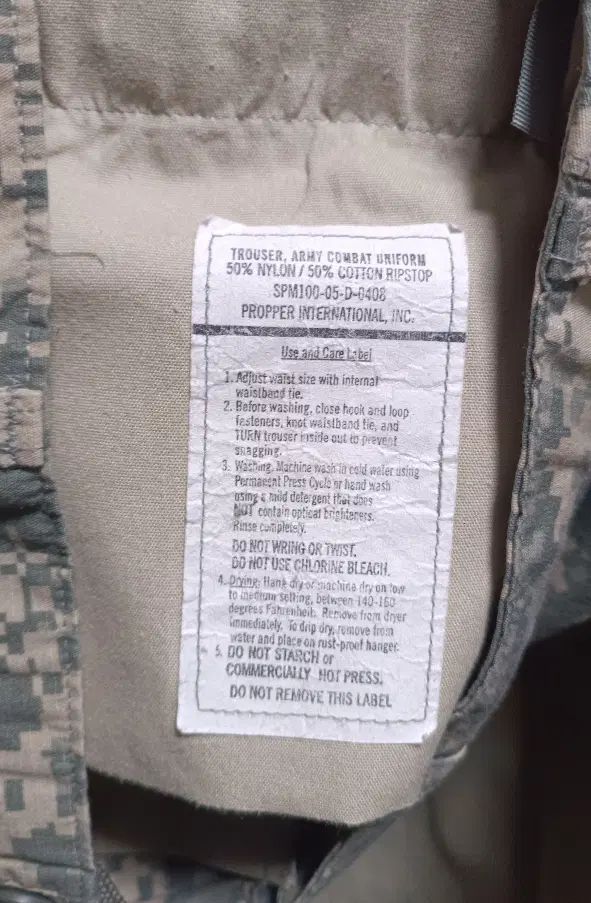 TROUSER, ARMY COMBAT UNIFORM
50% NYLON / 50% COTTON RIPSTOP
SPM100-05-D-0408
PROPPER INTERNATIONAL, INC.
Use and Care Label
1. Adjust waist size with internal
waistband tie.
2. Before washing, close hook and loop
fasteners, knot waistband tie, and
TURN trouser inside out to prevent
snagging.
3. Washing: Machine wash in cold water using
Permanent Press Cycle or hand wash
using a mild detergent that does
NOT contain optical brighteners.
Rinse completely.
DO NOT WRING OR TWIST.
DO NOT USE CHLORINE BLEACH.
4. Drying: Hang dry or machine dry on low
to medium setting, between 140-160
degrees Fahrenheit. Remove from dryer
immediately. To drip dry, remove from
water and place on rust-proof hanger.
5. DO NOT STARCH or
COMMERCIALLY HOT PRESS.
DO NOT REMOVE THIS LABEL